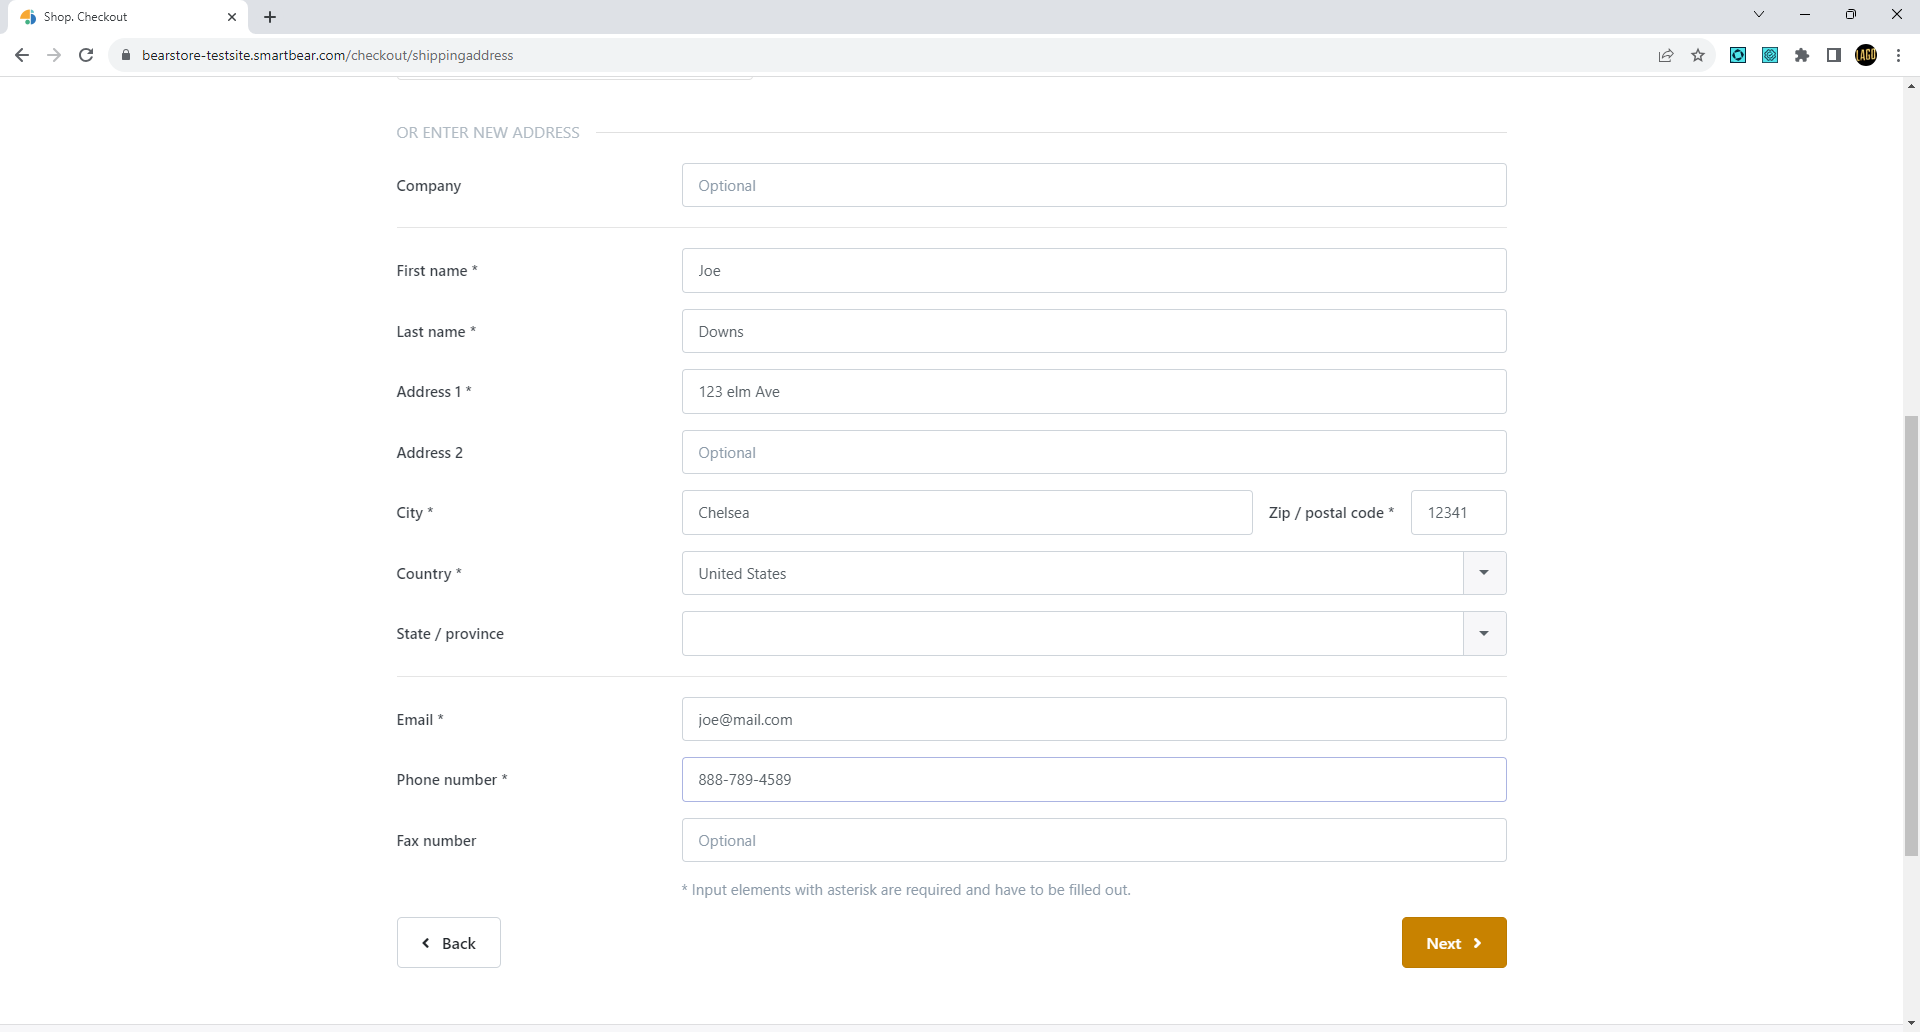 Shop. Checkout
bearstore-testsite.smartbear.com/checkout/shippingaddress
LAGO
OR ENTER NEW ADDRESS
Company
Optional
First name *
Joe
Last name *
Downs
Address 1 *
123 elm Ave
Address 2
Optional
City *
Chelsea
Zip / postal code *
12341
Country *
United States
State / province
Email *
joe@mail.com
Phone number *
888-789-4589
Fax number
Optional
* Input elements with asterisk are required and have to be filled out.
Back
Next